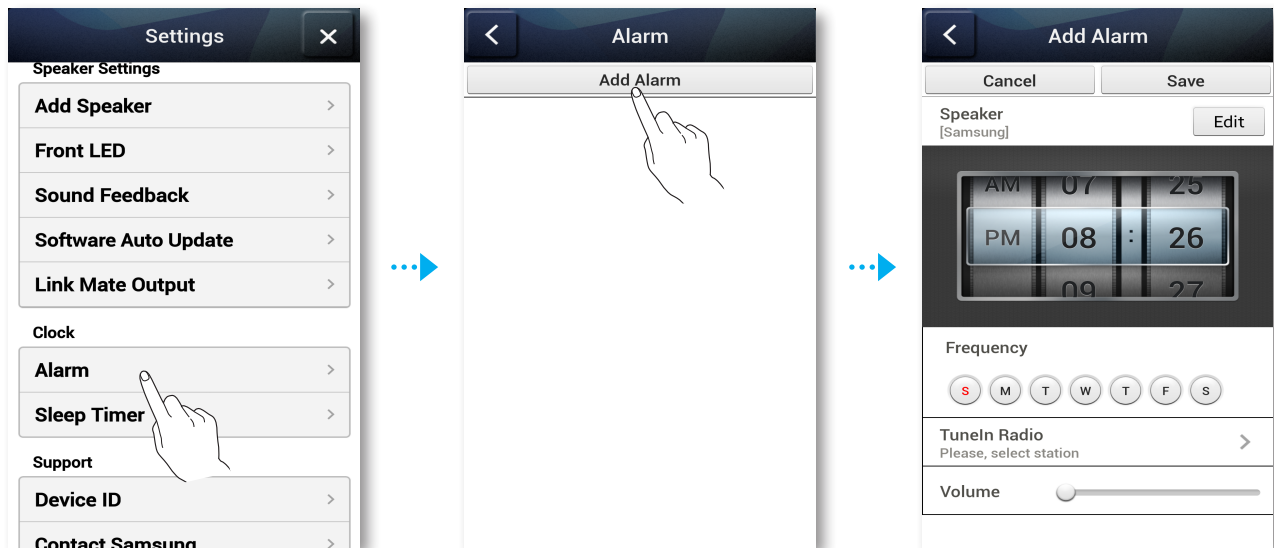 Settings
Speaker Settings
Add Speaker
Front LED
Sound Feedback
Software Auto Update
Link Mate Output
Clock
Alarm
Sleep Timer
Support
Device ID
Contact Samsung
Alarm
Add Alarm
Add Alarm
Cancel Save
Speaker
[Samsung]
Edit
AM 07 25
PM 08 : 26
09 27
Frequency
S M T W T F S
TuneIn Radio
Please, select station
Volume